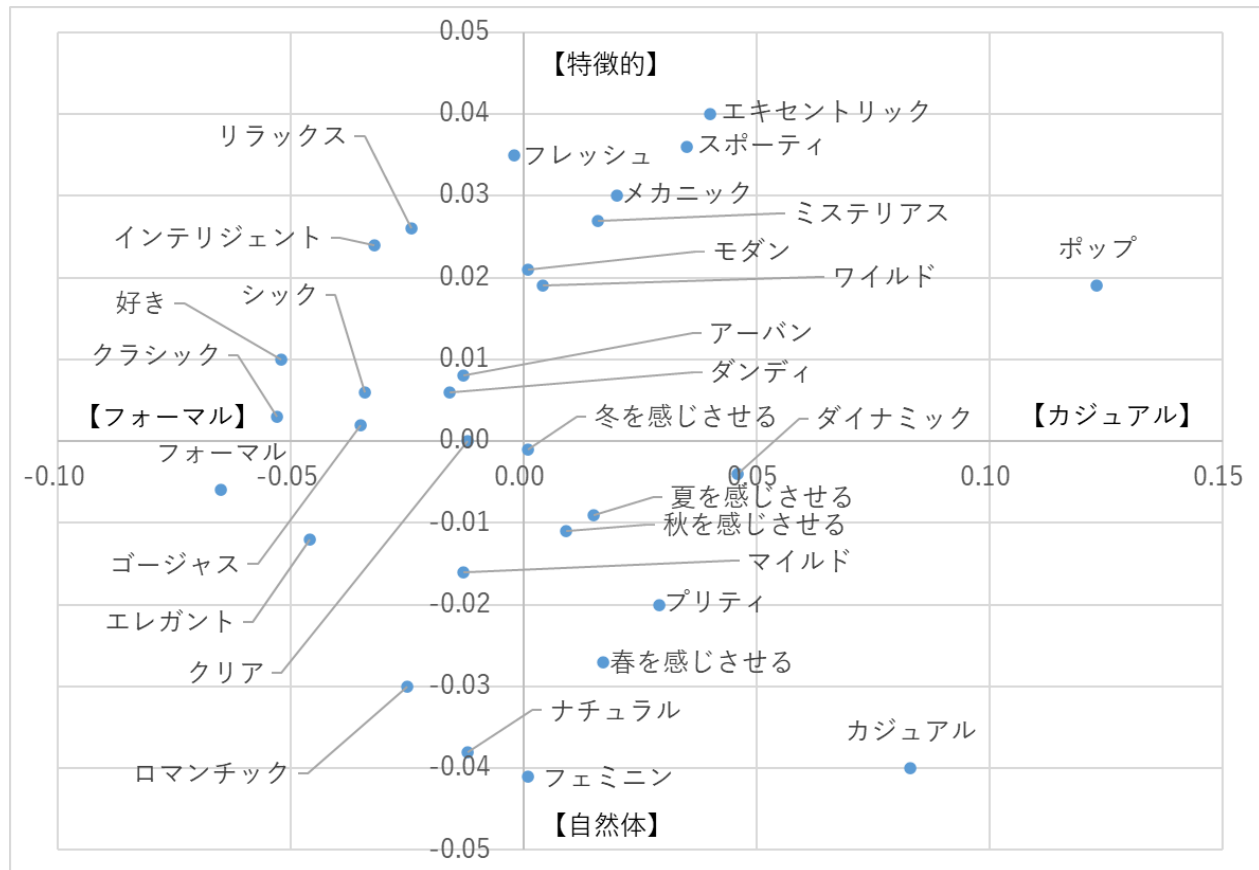 0.05
【特徴的】
0.04
エキセントリック
リラックス
スポーティ
フレッシュ
0.03
メカニック
ミステリアス
インテリジェント
モダン
ポップ
0.02
ワイルド
シック
好き
アーバン
クラシック
0.01
ダンディ
【フォーマル】
冬を感じさせる
ダイナミック
【カジュアル】
フォーマル
0.00
-0.10
-0.05
0.00
0.05
0.10
0.15
夏を感じさせる
-0.01
秋を感じさせる
ゴージャス
マイルド
-0.02
プリティ
エレガント
クリア
春を感じさせる
-0.03
ナチュラル
カジュアル
ロマンチック
-0.04
フェミニン
【自然体】
-0.05